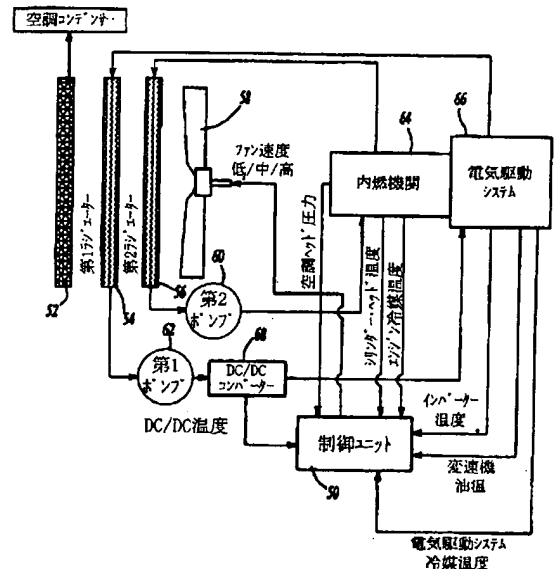 空調コンデンサ・
第1ラジエーター
第2ラジエーター
52
54
56
58
ファン速度
低/中/高
60
第2
ポンプ
62
第1
ポンプ
68
DC/DC
コンバーター
DC/DC温度
64
内燃機関
66
電気駆動
システム
空調ヘッド圧力
シリンダー・ヘッド温度
エンジン冷媒温度
インバーター
温度
制御ユニット
50
変速機
油温
電気駆動システム
冷媒温度